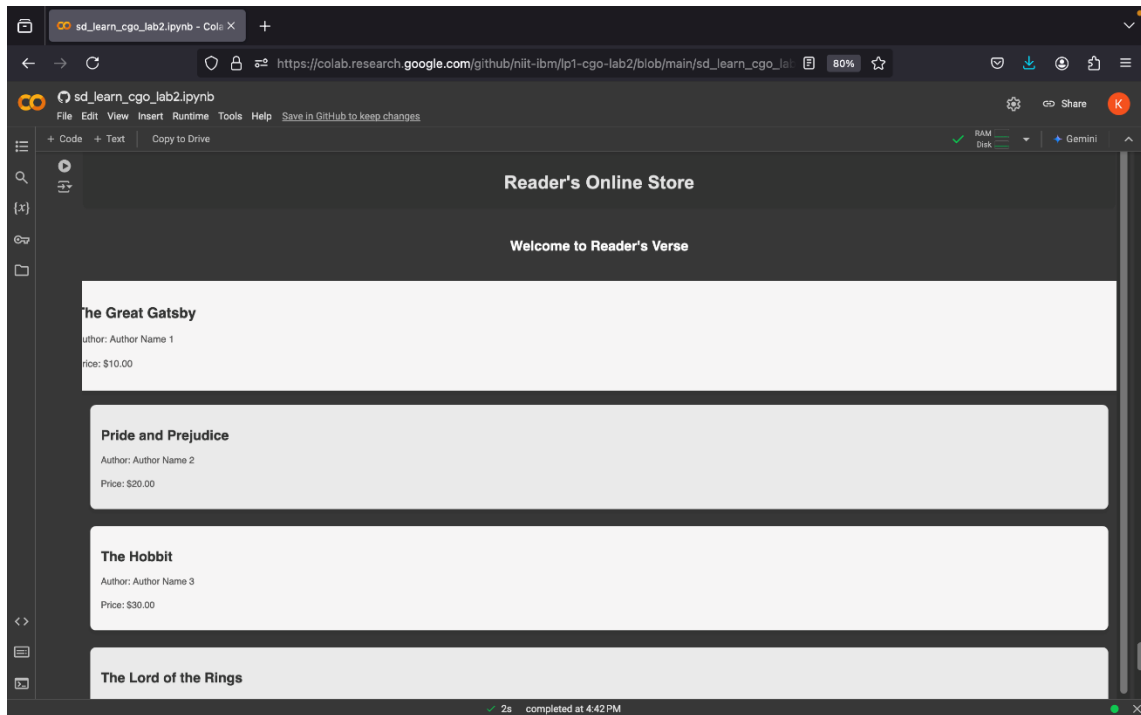 sd_learn_cgo_lab2.ipynb - Cola
https://colab.research.google.com/github/niit-ibm/lp1-cgo-lab2/blob/main/sd_learn_cgo_lab
80%
sd_learn_cgo_lab2.ipynb
Share
K
File Edit View Insert Runtime Tools Help Save in GitHub to keep changes
+ Code + Text Copy to Drive
RAM
Disk
Gemini
{x}
Reader's Online Store
Welcome to Reader's Verse
he Great Gatsby
uthor: Author Name 1
rice: $10.00
Pride and Prejudice
Author: Author Name 2
Price: $20.00
The Hobbit
Author: Author Name 3
Price: $30.00
The Lord of the Rings
2s completed at 4:42 PM